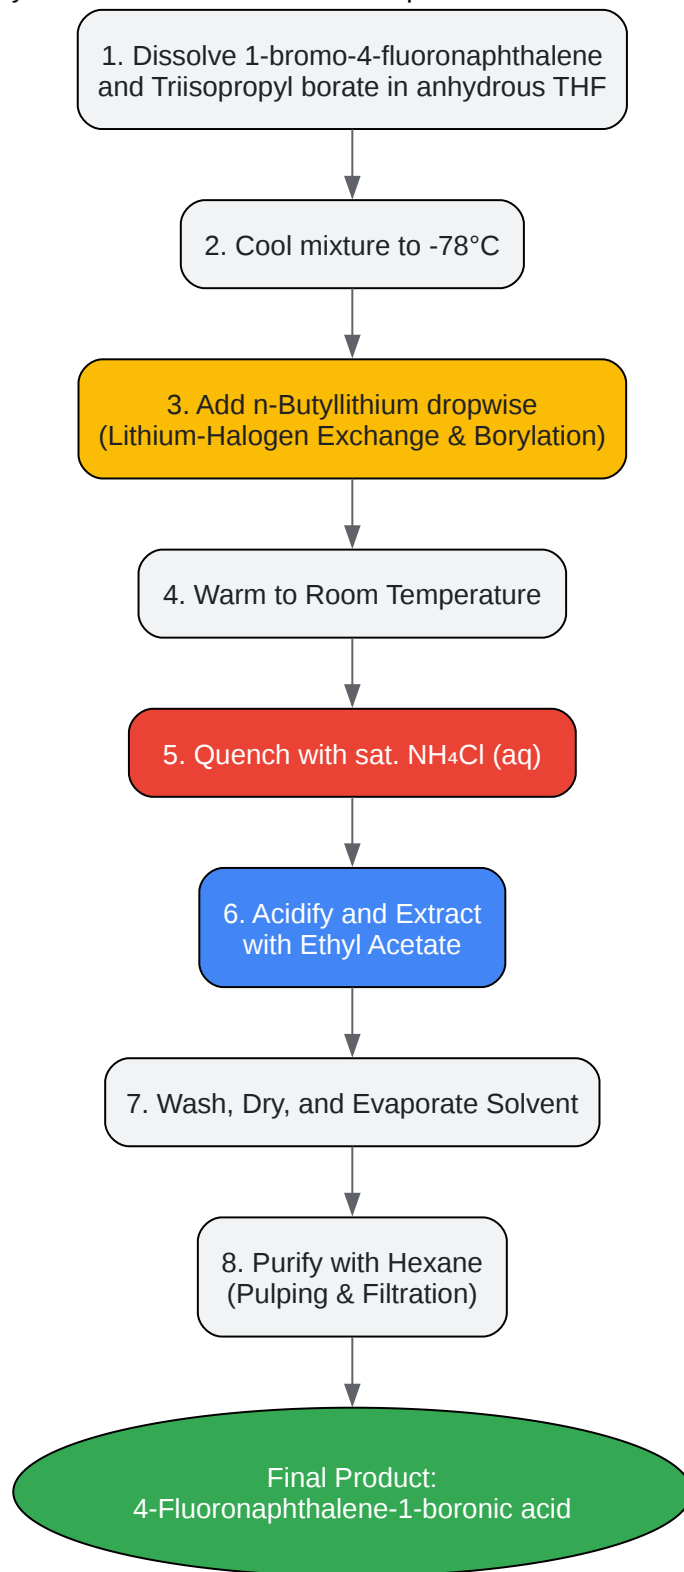 1. Dissolve 1-bromo-4-fluoronaphthalene
and Triisopropyl borate in anhydrous THF
2. Cool mixture to -78°C
3. Add n-Butyllithium dropwise
(Lithium-Halogen Exchange & Borylation)
4. Warm to Room Temperature
5. Quench with sat. NH₄Cl (aq)
6. Acidify and Extract
with Ethyl Acetate
7. Wash, Dry, and Evaporate Solvent
8. Purify with Hexane
(Pulping & Filtration)
Final Product:
4-Fluoronaphthalene-1-boronic acid